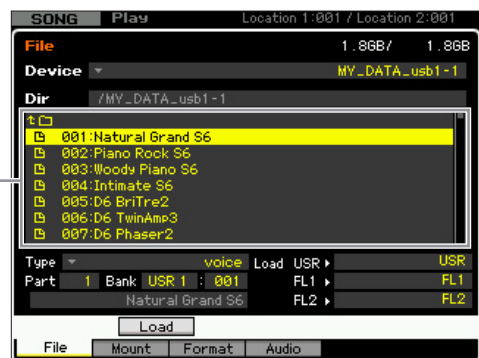 SONG Play Location 1:001 / Location 2:001
File 1.8GB/ 1.8GB
Device MY_DATA_usb1-1
Dir /MY_DATA_usb1-1
001:Natural Grand S6
002:Piano Rock S6
003:Woody Piano S6
004:Intimate S6
005:D6 BriTre2
006:D6 TwinAmp3
007:D6 Phaser2
Type voice Load USR USR
Part 1 Bank USR 1 : 001 FL1 FL1
Natural Grand S6 FL2 FL2
Load
File Mount Format Audio